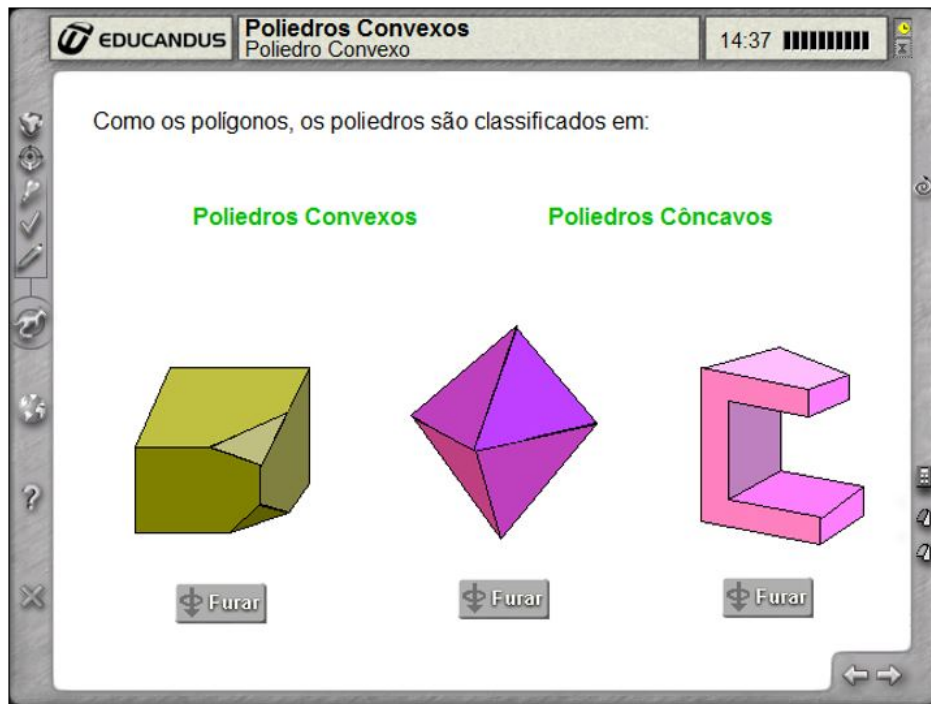 EDUCANDUS
Poliedros Convexos
Poliedro Convexo
14:37
Como os polígonos, os poliedros são classificados em:
Poliedros Convexos
Poliedros Côncavos
Furar
Furar
Furar
?